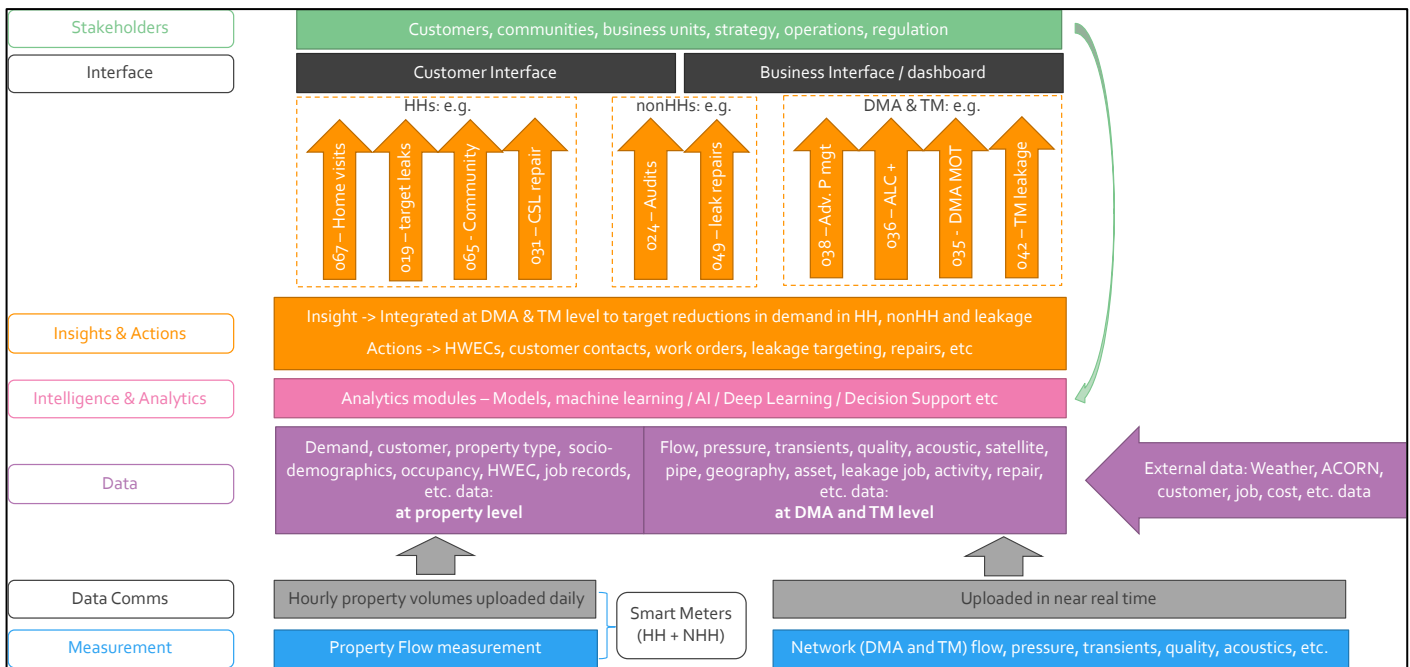 Stakeholders
Customers, communities, business units, strategy, operations, regulation
Interface
Customer Interface
Business Interface / dashboard
HHs: e.g.
nonHHs: e.g.
DMA & TM: e.g.
067 – Home visits
019 – target leaks
065 - Community
031 – CSL repair
024 – Audits
049 – leak repairs
038 –Adv. P mgt
036 – ALC +
035 - DMA MOT
042 – TM leakage
Insights & Actions
Insight -> Integrated at DMA & TM level to target reductions in demand in HH, nonHH and leakage
Actions -> HWECs, customer contacts, work orders, leakage targeting, repairs, etc
Intelligence & Analytics
Analytics modules – Models, machine learning / AI / Deep Learning / Decision Support etc
Data
Demand, customer, property type, socio-
demographics, occupancy, HWEC, job records,
etc. data:
at property level
Flow, pressure, transients, quality, acoustic, satellite,
pipe, geography, asset, leakage job, activity, repair,
etc. data:
at DMA and TM level
External data: Weather, ACORN,
customer, job, cost, etc. data
Data Comms
Hourly property volumes uploaded daily
Smart Meters
(HH + NHH)
Uploaded in near real time
Measurement
Property Flow measurement
Network (DMA and TM) flow, pressure, transients, quality, acoustics, etc.